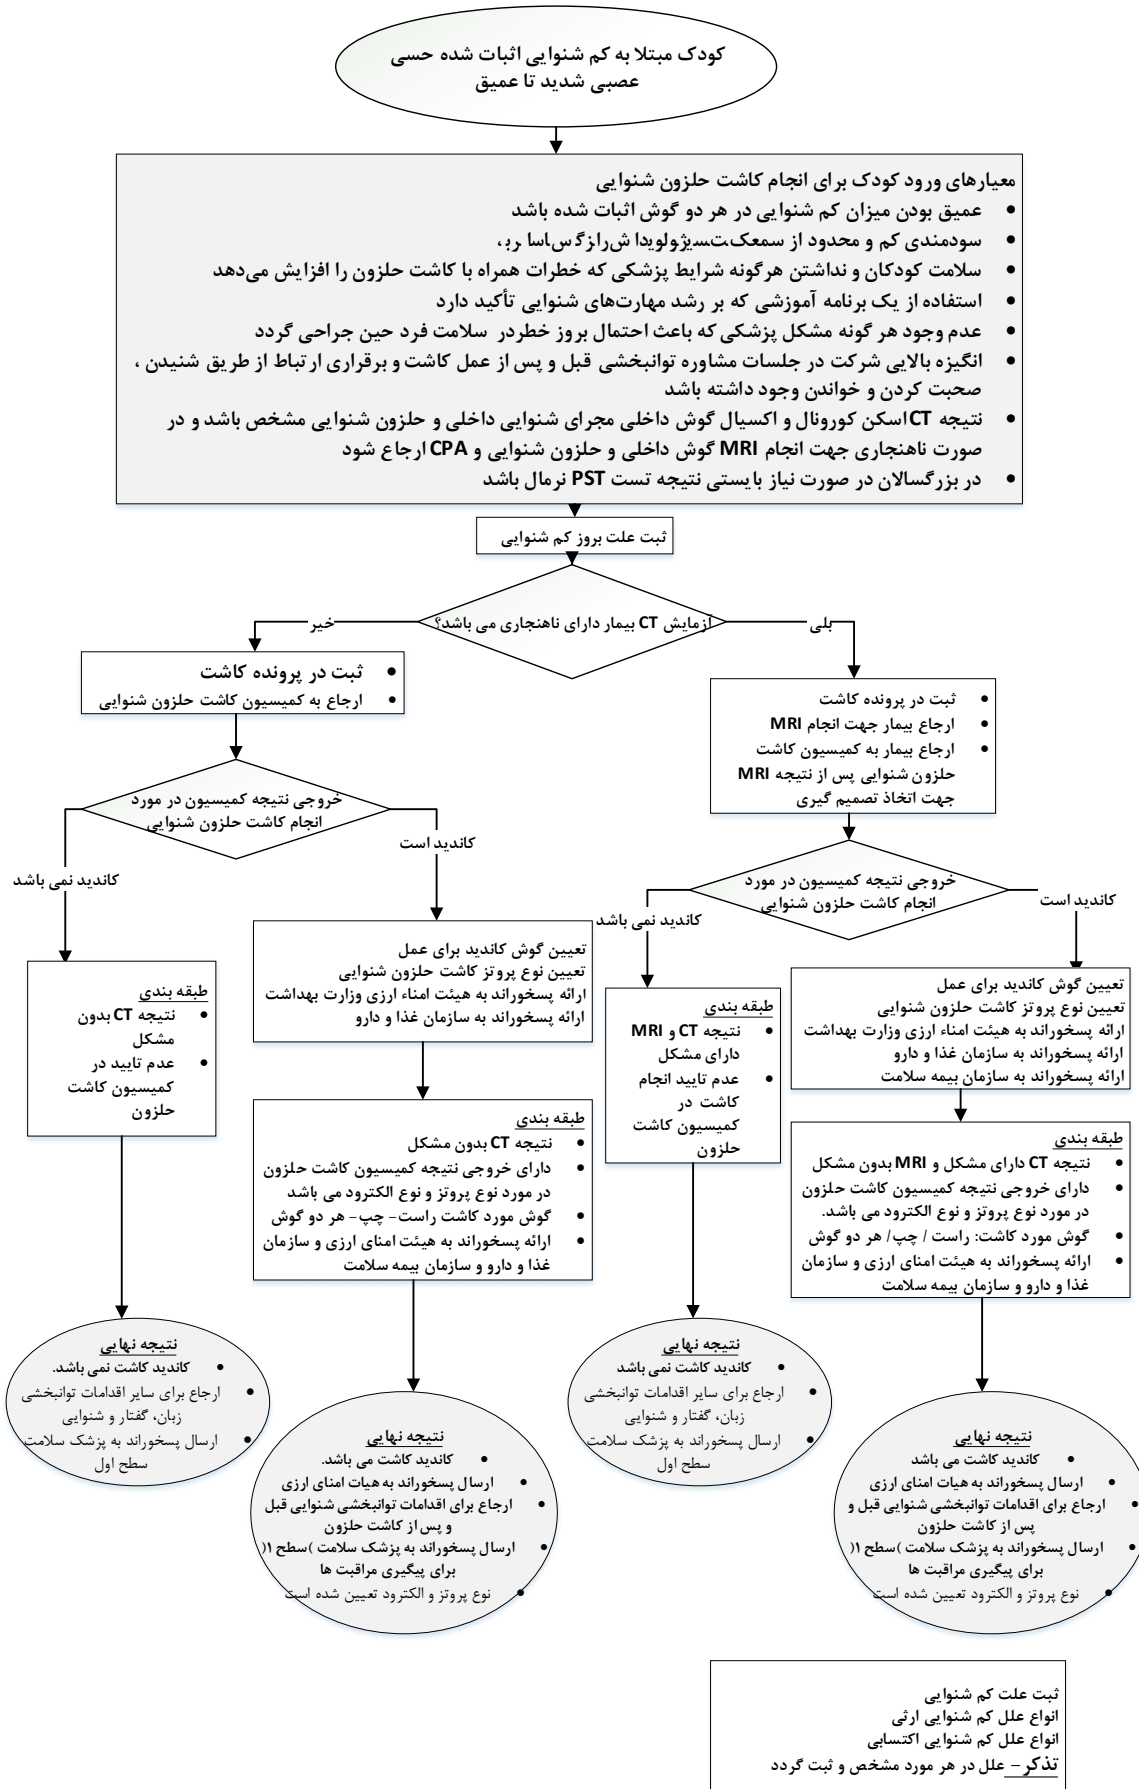 کودک مبتلا به کم شنوایی اثبات شده حسی
عصبی شدید تا عمیق
معیارهای ورود کودک برای انجام کاشت حلزون شنوایی
• عمیق بودن میزان کم شنوایی در هر دو گوش اثبات شده باشد
• سودمندی کم و محدود از سمعک
• سلامت کودکان و نداشتن هرگونه شرایط پزشکی که خطرات همراه با کاشت حلزون را افزایش می‌دهد
• استفاده از یک برنامه آموزشی که بر رشد مهارت‌های شنوایی تأکید دارد
• عدم وجود هر گونه مشکل پزشکی که باعث احتمال بروز خطردر سلامت فرد حین جراحی گردد
• انگیزه بالایی شرکت در جلسات مشاوره توانبخشی قبل و پس از عمل کاشت و برقراری ارتباط از طریق شنیدن ،
صحبت کردن و خواندن وجود داشته باشد
• نتیجه CT اسکن کورونال و اکسیال گوش داخلی مجرای شنوایی داخلی و حلزون شنوایی مشخص باشد و در
صورت ناهنجاری جهت انجام MRI گوش داخلی و حلزون شنوایی و CPA ارجاع شود
• در بزرگسالان در صورت نیاز بایستی نتیجه تست PST نرمال باشد
ثبت علت بروز کم شنوایی
آزمایش CT بیمار دارای ناهنجاری می باشد؟
بلی
خیر
• ثبت در پرونده کاشت
• ارجاع به کمیسیون کاشت حلزون شنوایی
• ثبت در پرونده کاشت
• ارجاع بیمار جهت انجام MRI
• ارجاع بیمار به کمیسیون کاشت
حلزون شنوایی پس از نتیجه MRI
جهت اتخاذ تصمیم گیری
خروجی نتیجه کمیسیون در مورد
انجام کاشت حلزون شنوایی
کاندید است
کاندید نمی باشد
خروجی نتیجه کمیسیون در مورد
انجام کاشت حلزون شنوایی
کاندید است
کاندید نمی باشد
تعیین گوش کاندید برای عمل
تعیین نوع پروتز کاشت حلزون شنوایی
ارائه پسخوراند به هیئت امناء ارزی وزارت بهداشت
ارائه پسخوراند به سازمان غذا و دارو
تعیین گوش کاندید برای عمل
تعیین نوع پروتز کاشت حلزون شنوایی
ارائه پسخوراند به هیئت امناء ارزی وزارت بهداشت
ارائه پسخوراند به سازمان غذا و دارو
ارائه پسخوراند به سازمان بیمه سلامت
طبقه بندی
• نتیجه CT بدون
مشکل
• عدم تایید در
کمیسیون کاشت
حلزون
طبقه بندی
• نتیجه CT و MRI
دارای مشکل
• عدم تایید انجام
کاشت در
کمیسیون کاشت
حلزون
طبقه بندی
• نتیجه CT بدون مشکل
• دارای خروجی نتیجه کمیسیون کاشت حلزون
در مورد نوع پروتز و نوع الکترود می باشد
• گوش مورد کاشت راست- چپ- هر دو گوش
• ارائه پسخوراند به هیئت امنای ارزی و سازمان
غذا و دارو و سازمان بیمه سلامت
طبقه بندی
• نتیجه CT دارای مشکل و MRI بدون مشکل
• دارای خروجی نتیجه کمیسیون کاشت حلزون
در مورد نوع پروتز و نوع الکترود می باشد.
• گوش مورد کاشت: راست / چپ/ هر دو گوش
• ارائه پسخوراند به هیئت امنای ارزی و سازمان
غذا و دارو و سازمان بیمه سلامت
نتیجه نهایی
• کاندید کاشت نمی باشد.
• ارجاع برای سایر اقدامات توانبخشی
زبان، گفتار و شنوایی
• ارسال پسخوراند به پزشک سلامت
سطح اول
نتیجه نهایی
• کاندید کاشت می باشد.
• ارسال پسخوراند به هیات امنای ارزی
• ارجاع برای اقدامات توانبخشی شنوایی قبل
و پس از کاشت حلزون
• ارسال پسخوراند به پزشک سلامت )سطح ۱(
برای پیگیری مراقبت ها
• نوع پروتز و الکترود تعیین شده است
نتیجه نهایی
• کاندید کاشت نمی باشد
• ارجاع برای سایر اقدامات توانبخشی
زبان، گفتار و شنوایی
• ارسال پسخوراند به پزشک سلامت
سطح اول
نتیجه نهایی
• کاندید کاشت می باشد
• ارسال پسخوراند به هیات امنای ارزی
• ارجاع برای اقدامات توانبخشی شنوایی قبل و
پس از کاشت حلزون
• ارسال پسخوراند به پزشک سلامت )سطح ۱(
برای پیگیری مراقبت ها
• نوع پروتز و الکترود تعیین شده است
ثبت علت کم شنوایی
انواع علل کم شنوایی ارثی
انواع علل کم شنوایی اکتسابی
تذکر – علل در هر مورد مشخص و ثبت گردد